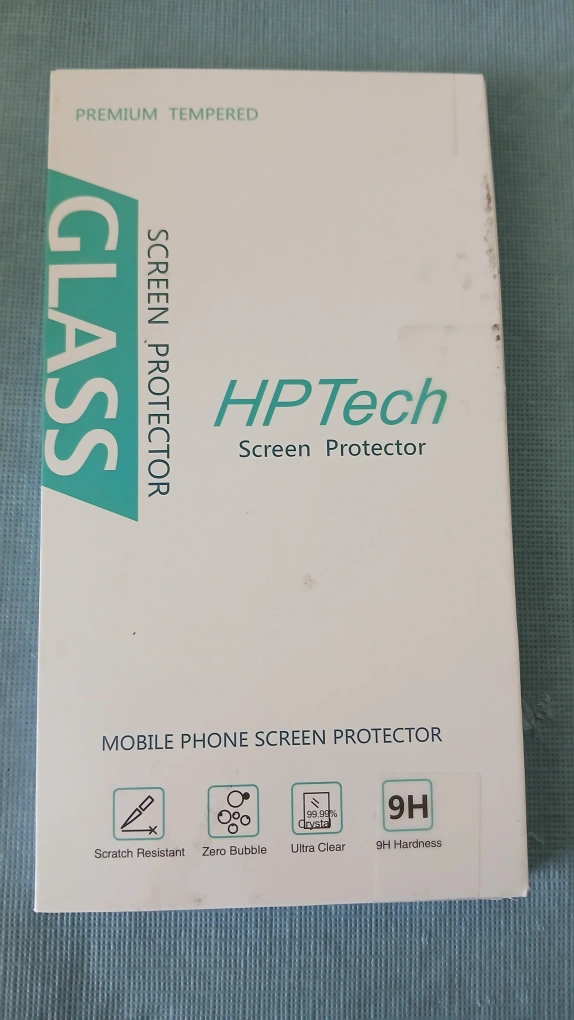 PREMIUM TEMPERED
GLASS
SCREEN PROTECTOR
HPTech
Screen Protector
MOBILE PHONE SCREEN PROTECTOR
99.99%
Crystal
9H
Scratch Resistant
Zero Bubble
Ultra Clear
9H Hardness